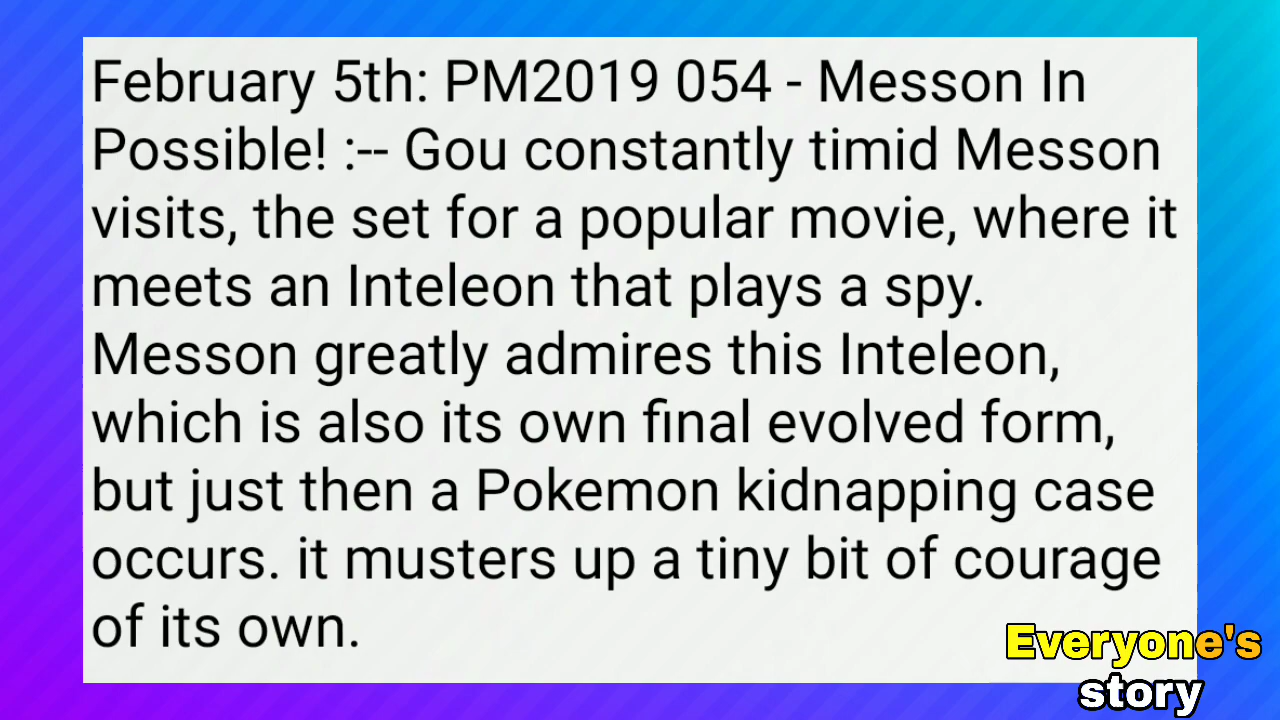 February 5th: PM2019 054 - Messon In
Possible! :-- Gou constantly timid Messon
visits, the set for a popular movie, where it
meets an Inteleon that plays a spy.
Messon greatly admires this Inteleon,
which is also its own final evolved form,
but just then a Pokemon kidnapping case
occurs. it musters up a tiny bit of courage
of its own.
Everyone's
story